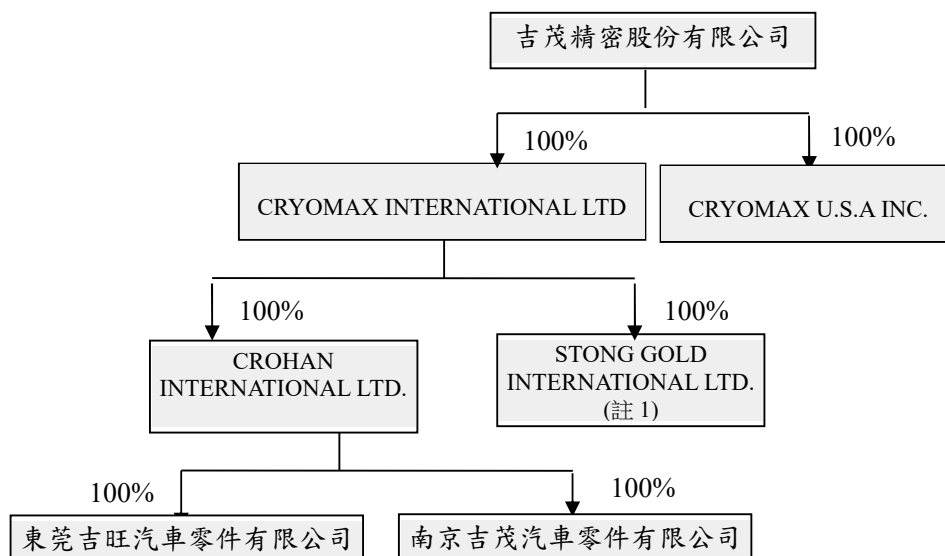 吉茂精密股份有限公司
100%
100%
CRYOMAX INTERNATIONAL LTD
CRYOMAX U.S.A INC.
100%
100%
CROHAN
INTERNATIONAL LTD.
STONG GOLD
INTERNATIONAL LTD.
(註 1)
100%
100%
東莞吉旺汽車零件有限公司
南京吉茂汽車零件有限公司